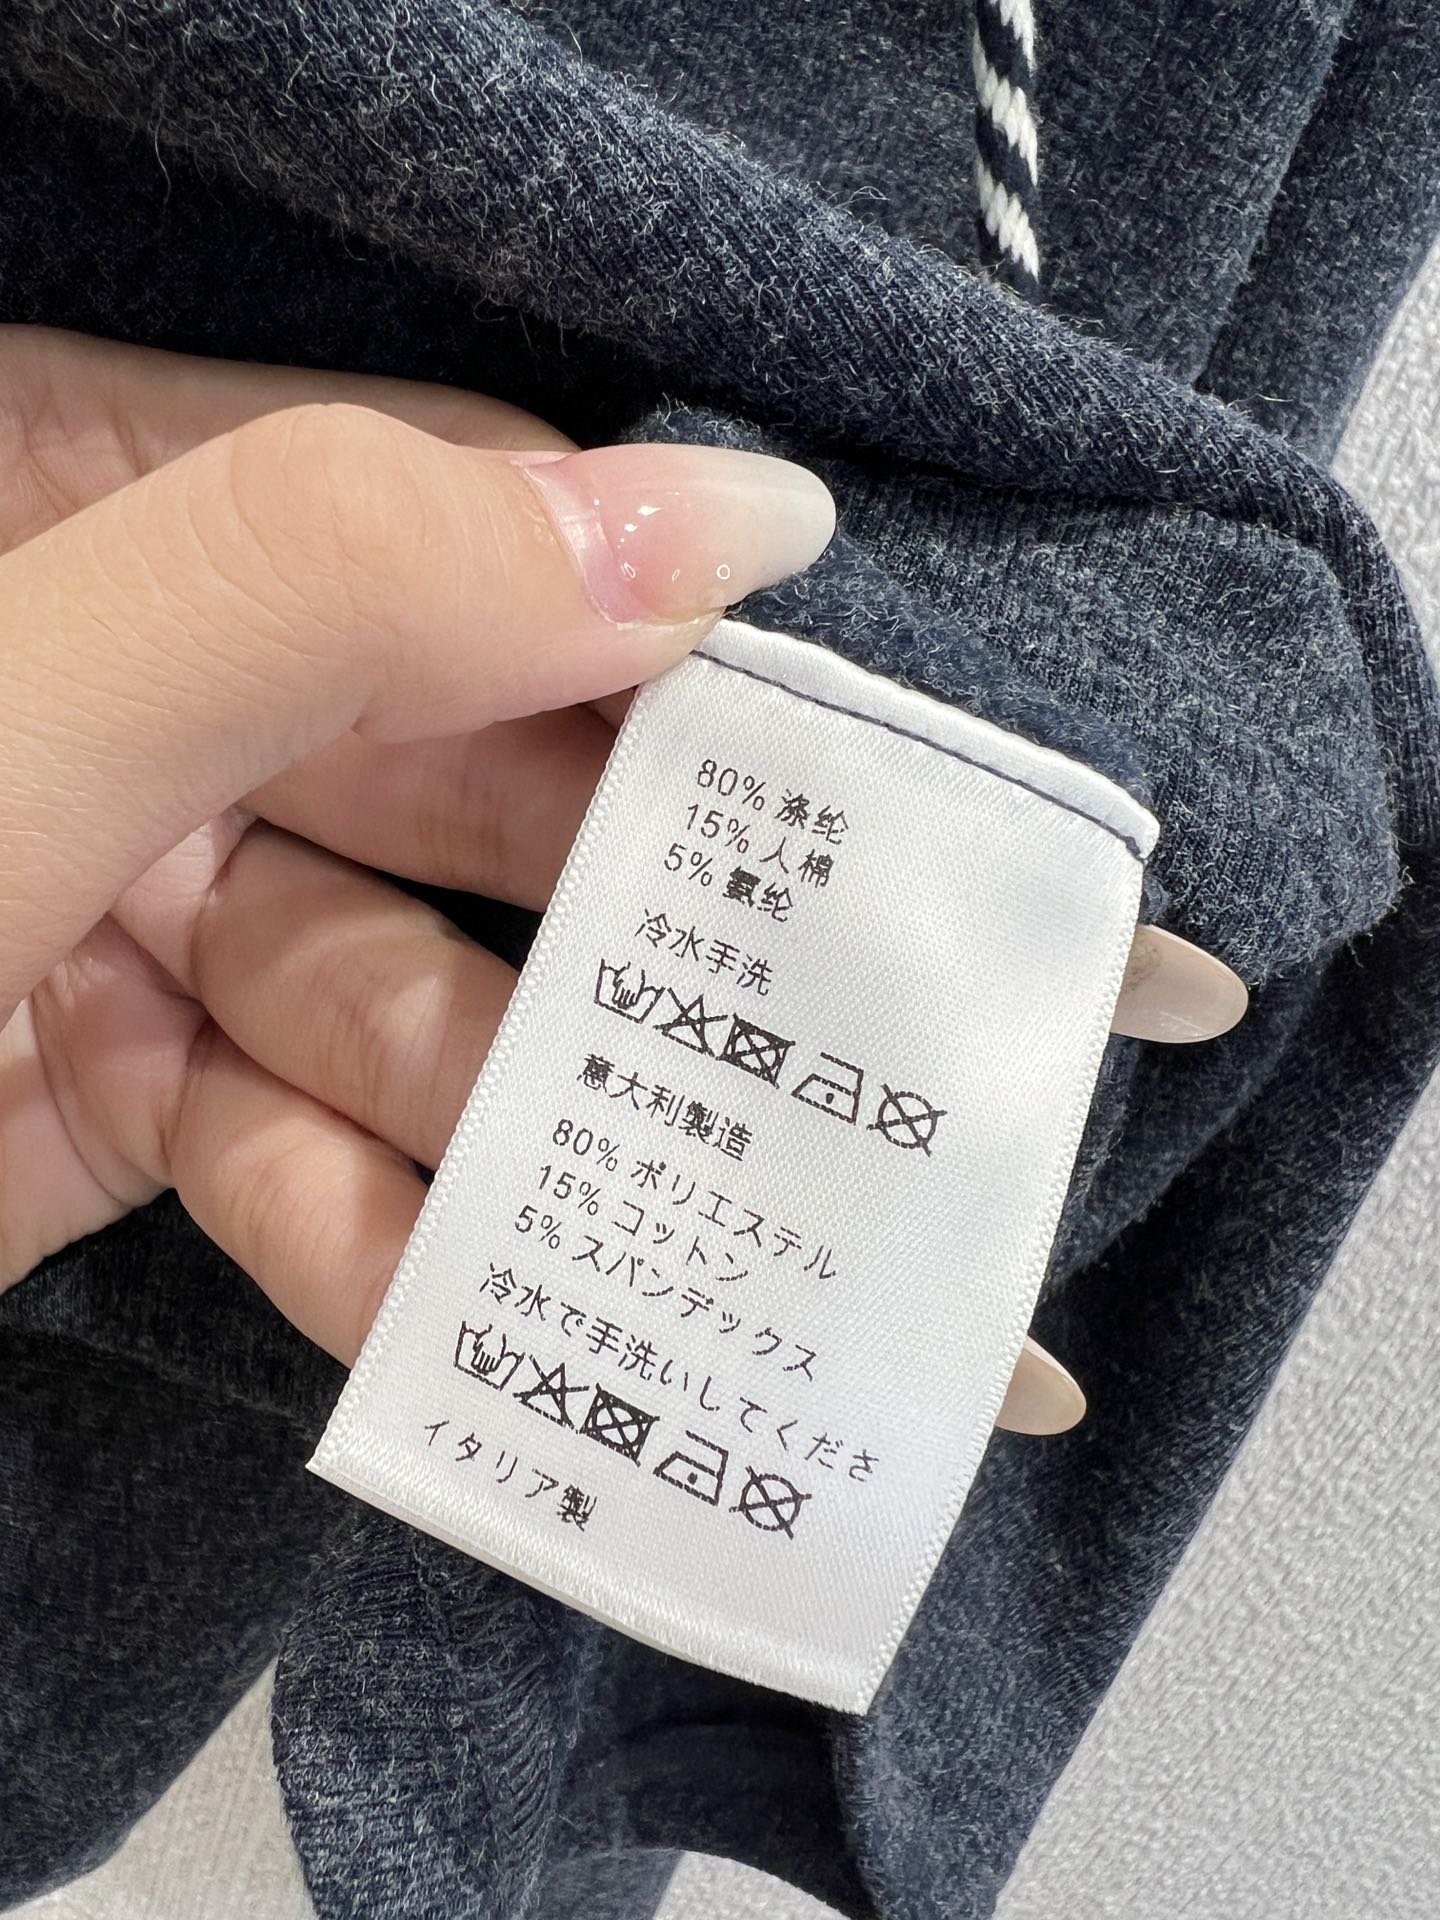 80% 涤纶
15% 人棉
5% 氨纶
冷水手洗
意大利製造
80% ポリエステル
15% コットン
5% スパンデックス
冷水で手洗いしてくださ
イタリア製